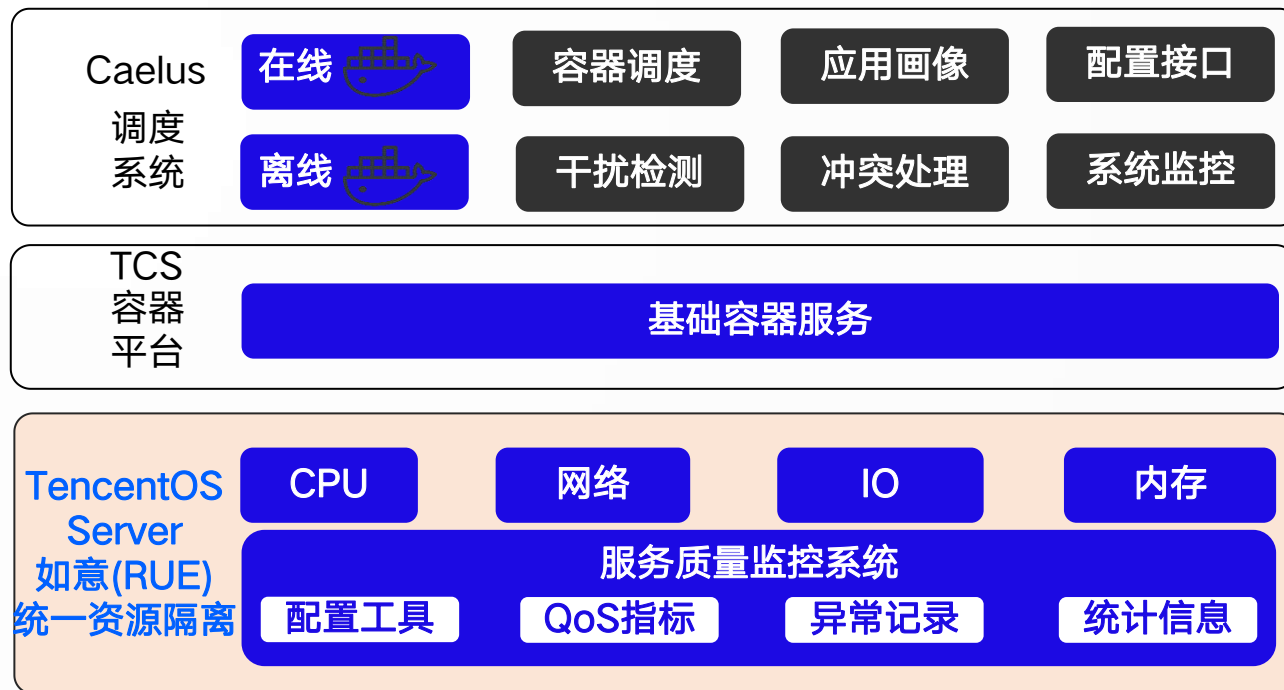 Caelus
调度
系统
在线
容器调度
应用画像
配置接口
离线
干扰检测
冲突处理
系统监控
TCS
容器
平台
基础容器服务
TencentOS
Server
如意(RUE)
统一资源隔离
CPU
网络
IO
内存
服务质量监控系统
配置工具
QoS指标
异常记录
统计信息